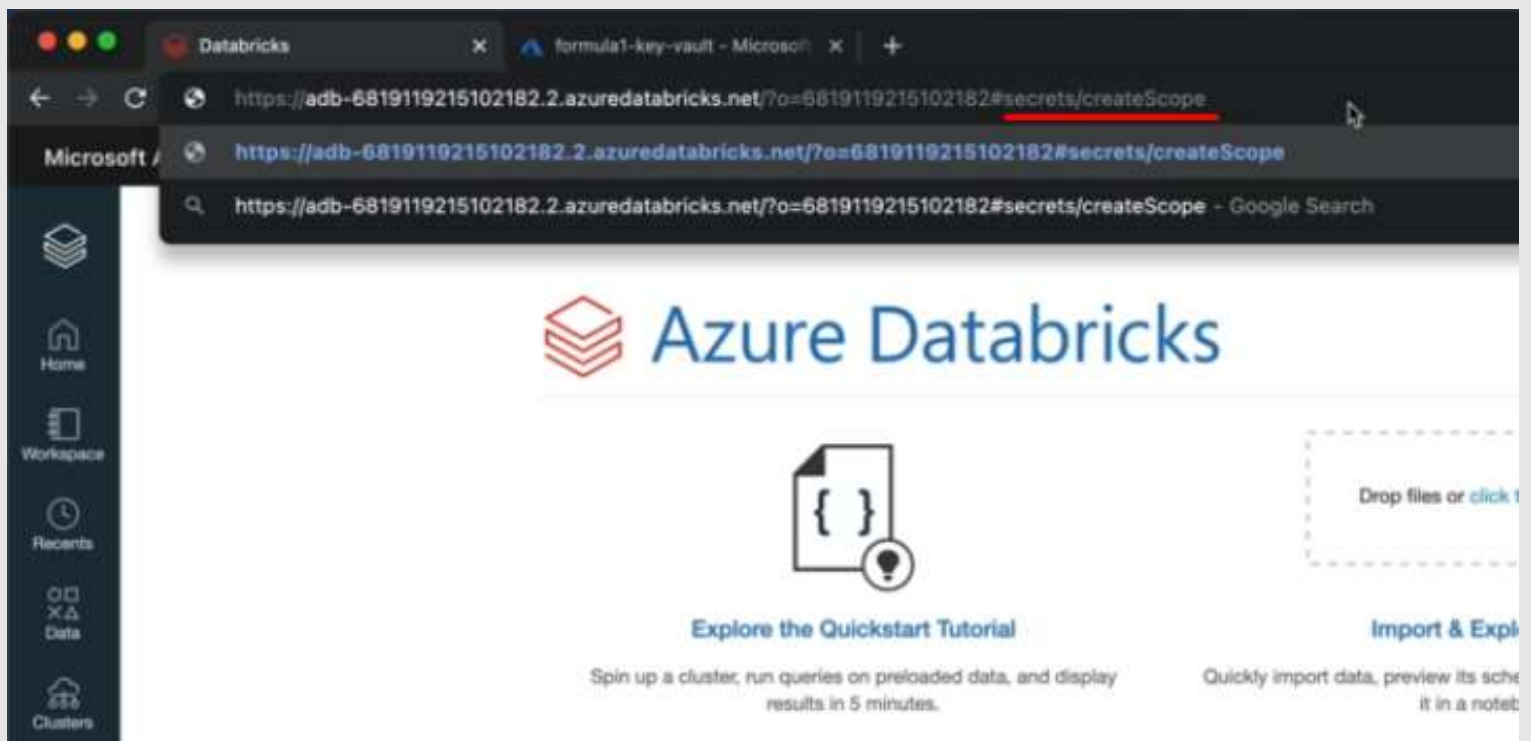 Databricks
formula1-key-vault - Microsoft
https://adb-6819119215102182.2.azuredatabricks.net/?o=6819119215102182#secrets/createScope
Microsoft A
https://adb-6819119215102182.2.azuredatabricks.net/?o=6819119215102182#secrets/createScope
https://adb-6819119215102182.2.azuredatabricks.net/?o=6819119215102182#secrets/createScope - Google Search
Azure Databricks
Home
Workspace
Recents
Data
Clusters
Drop files or click t
Explore the Quickstart Tutorial
Spin up a cluster, run queries on preloaded data, and display
results in 5 minutes.
Import & Expl
Quickly import data, preview its sche
it in a noteb